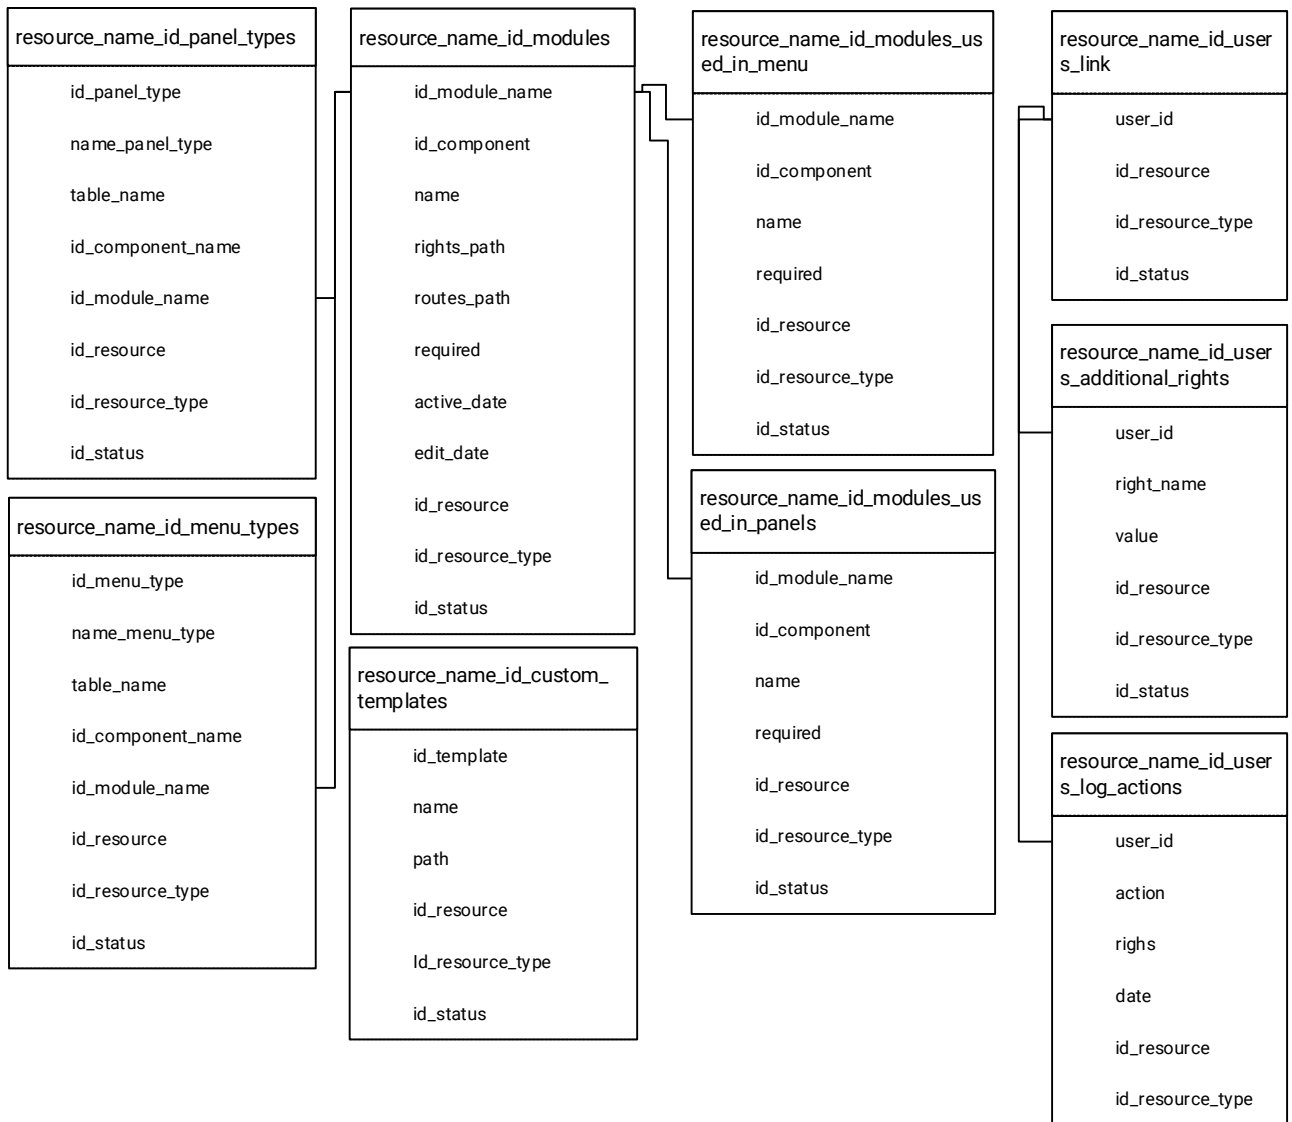 resource_name_id_panel_types
id_panel_type
name_panel_type
table_name
id_component_name
id_module_name
id_resource
id_resource_type
id_status
resource_name_id_menu_types
id_menu_type
name_menu_type
table_name
id_component_name
id_module_name
id_resource
id_resource_type
id_status
resource_name_id_modules
id_module_name
id_component
name
rights_path
routes_path
required
active_date
edit_date
id_resource
id_resource_type
id_status
resource_name_id_custom_
templates
id_template
name
path
id_resource
Id_resource_type
id_status
resource_name_id_modules_us
ed_in_menu
id_module_name
id_component
name
required
id_resource
id_resource_type
id_status
resource_name_id_modules_us
ed_in_panels
id_module_name
id_component
name
required
id_resource
id_resource_type
id_status
resource_name_id_user
s_link
user_id
id_resource
id_resource_type
id_status
resource_name_id_user
s_additional_rights
user_id
right_name
value
id_resource
id_resource_type
id_status
resource_name_id_user
s_log_actions
user_id
action
righs
date
id_resource
id_resource_type